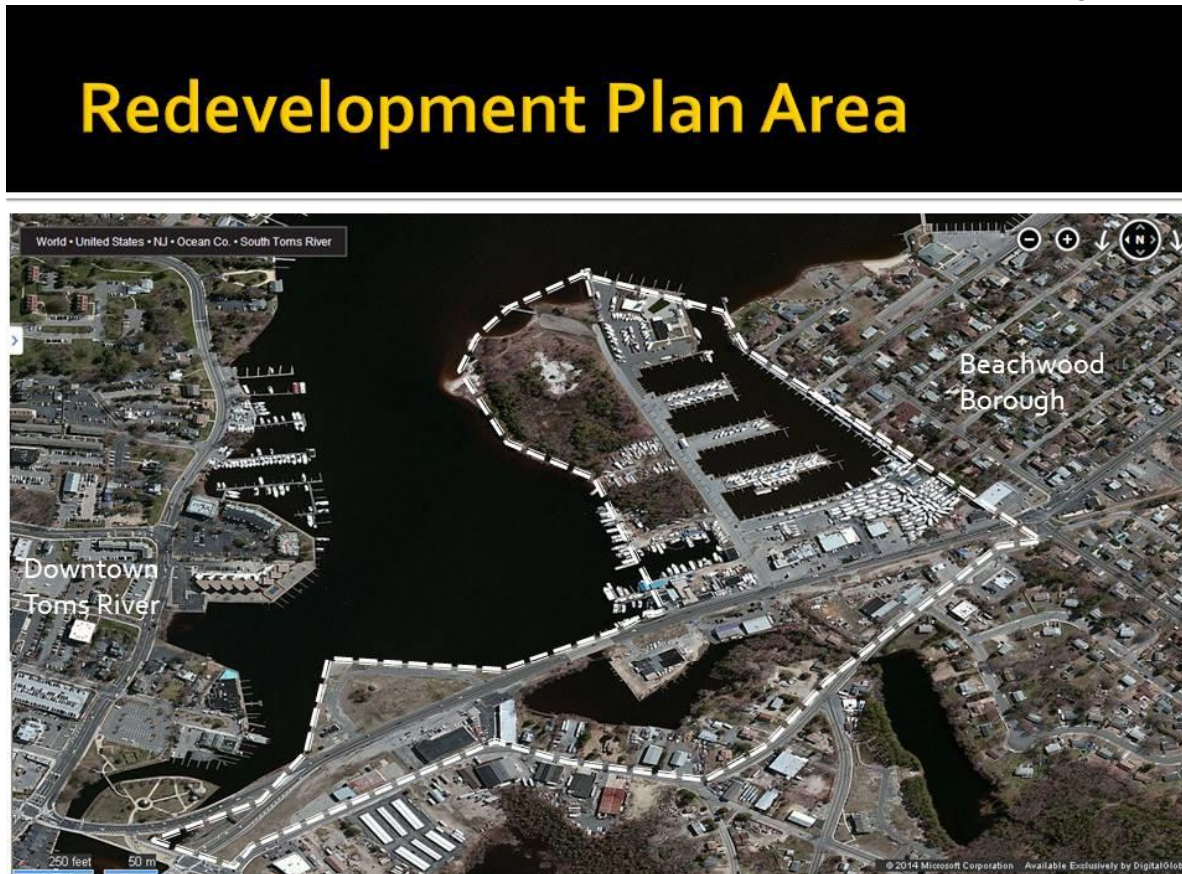 Redevelopment Plan Area
World • United States • NJ • Ocean Co. • South Toms River
N
Beachwood
Borough
Downtown
Toms River
250 feet
50 m
© 2014 Microsoft Corporation Available Exclusively by DigitalGlob